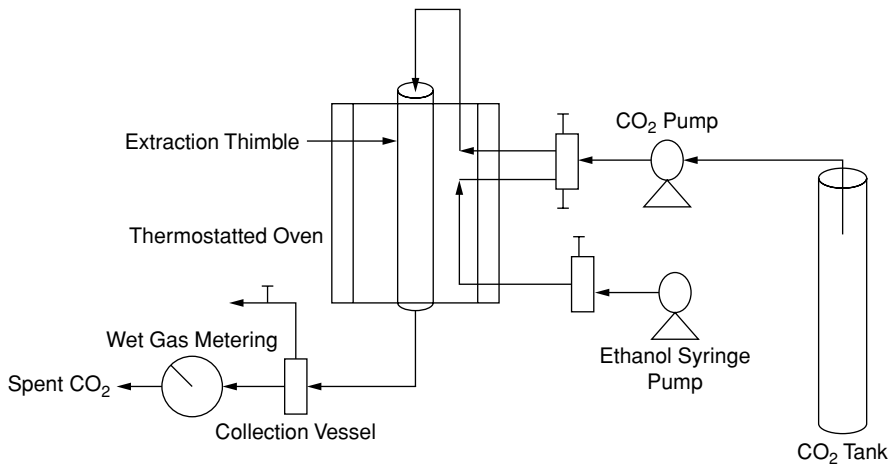 Extraction Thimble
CO₂ Pump
Thermostatted Oven
Wet Gas Metering
Spent CO₂
Collection Vessel
Ethanol Syringe
Pump
CO₂ Tank